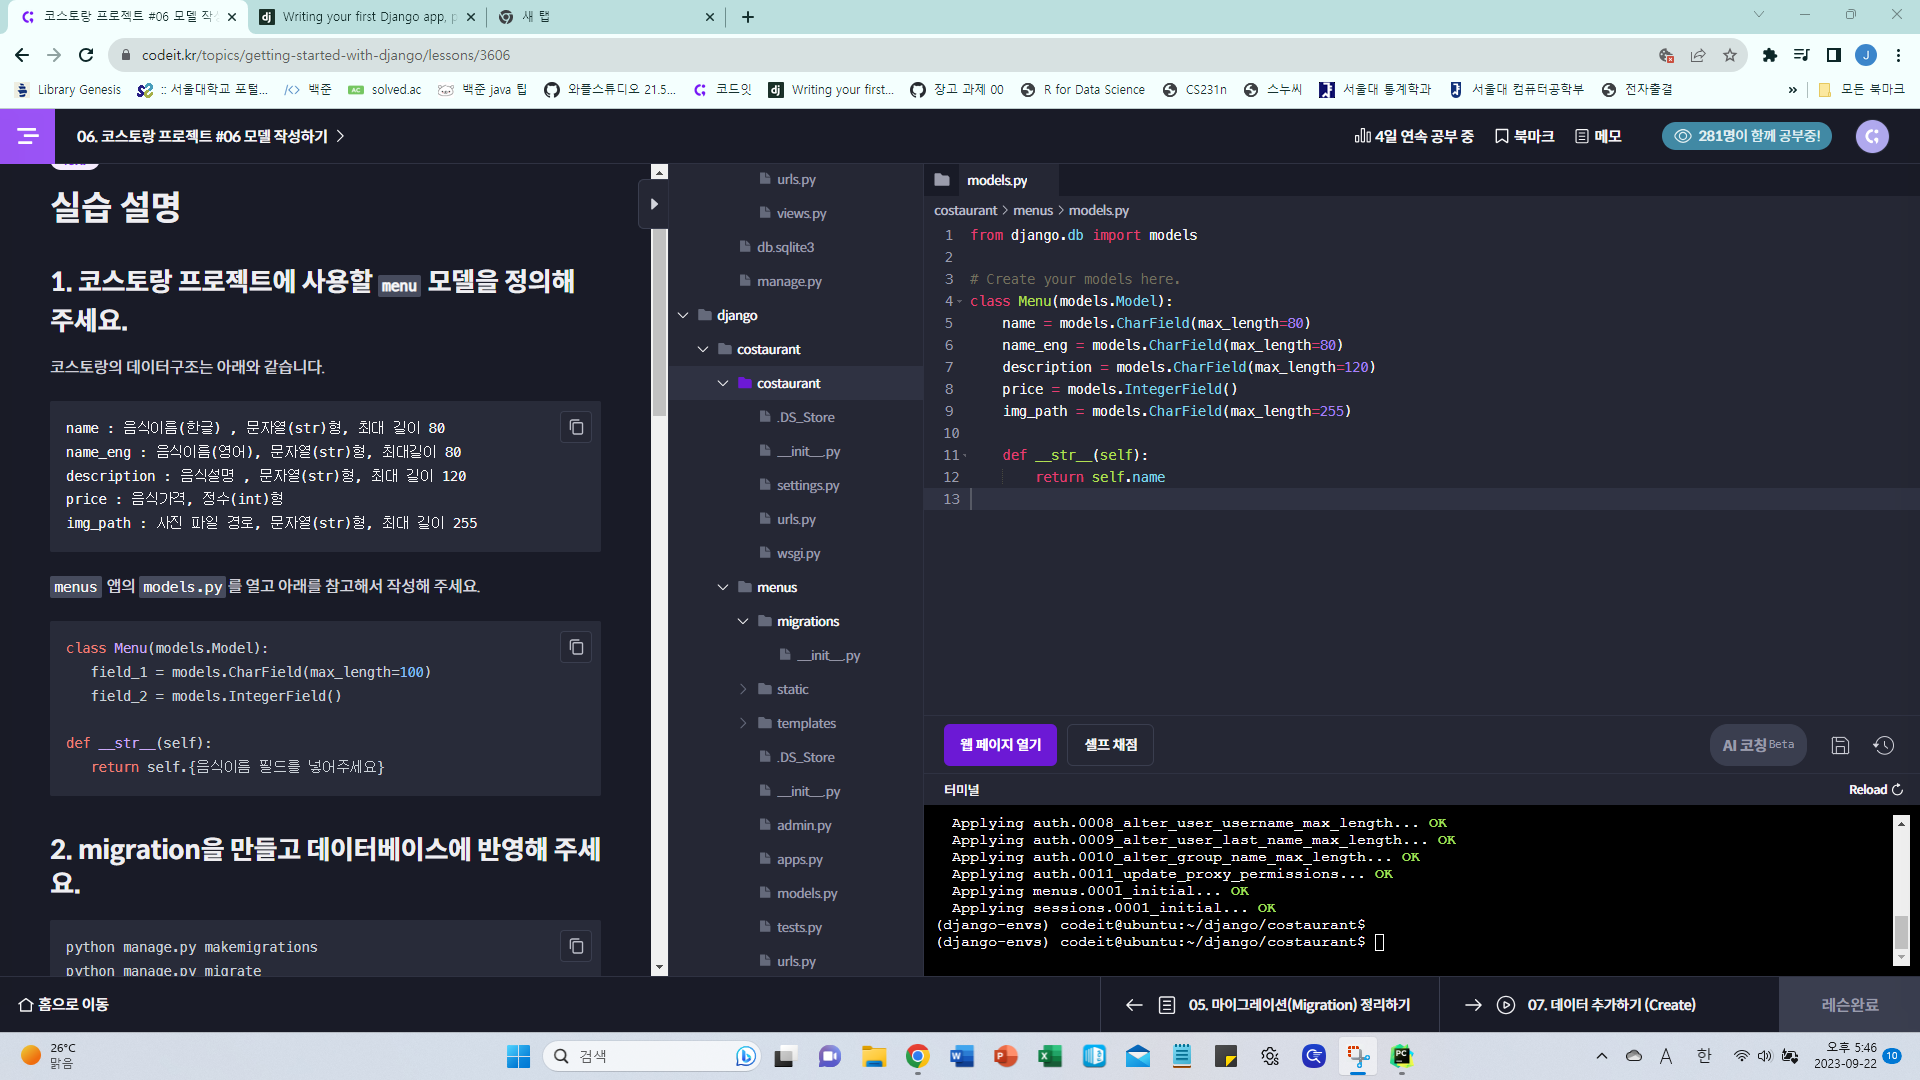 코스토랑 프로젝트 #06 모델 작성
Writing your first Django app, p
새 탭
codeit.kr/topics/getting-started-with-django/lessons/3606
Library Genesis
:: 서울대학교 포털...
백준
solved.ac
백준 java 팁
와플스튜디오 21.5...
코드잇
Writing your first...
장고 과제 00
R for Data Science
CS231n
스누씨
서울대 통계학과
서울대 컴퓨터공학부
전자출결
»
모든 북마크
06. 코스토랑 프로젝트 #06 모델 작성하기
4일 연속 공부 중
북마크
메모
281명이 함께 공부중!
실습 설명
1. 코스토랑 프로젝트에 사용할 menu 모델을 정의해
주세요.
코스토랑의 데이터구조는 아래와 같습니다.
name : 음식이름(한글) , 문자열(str)형, 최대 길이 80
name_eng : 음식이름(영어), 문자열(str)형, 최대길이 80
description : 음식설명 , 문자열(str)형, 최대 길이 120
price : 음식가격, 정수(int)형
img_path : 사진 파일 경로, 문자열(str)형, 최대 길이 255
menus 앱의 models.py 를 열고 아래를 참고해서 작성해 주세요.
class Menu(models.Model):
field_1 = models.CharField(max_length=100)
field_2 = models.IntegerField()
def __str__(self):
return self.{음식이름 필드를 넣어주세요}
2. migration을 만들고 데이터베이스에 반영해 주세
요.
python manage.py makemigrations
python manage.py migrate
urls.py
views.py
db.sqlite3
manage.py
django
costaurant
costaurant
.DS_Store
__init__.py
settings.py
urls.py
wsgi.py
menus
migrations
__init__.py
static
templates
.DS_Store
__init__.py
admin.py
apps.py
models.py
tests.py
urls.py
models.py
costaurant > menus > models.py
1 from django.db import models
2
3 # Create your models here.
4 class Menu(models.Model):
5 name = models.CharField(max_length=80)
6 name_eng = models.CharField(max_length=80)
7 description = models.CharField(max_length=120)
8 price = models.IntegerField()
9 img_path = models.CharField(max_length=255)
10
11 def __str__(self):
12 return self.name
13
웹 페이지 열기
셀프 채점
AI 코칭 Beta
터미널
Reload
Applying auth.0008_alter_user_username_max_length... OK
Applying auth.0009_alter_user_last_name_max_length... OK
Applying auth.0010_alter_group_name_max_length... OK
Applying auth.0011_update_proxy_permissions... OK
Applying menus.0001_initial... OK
Applying sessions.0001_initial... OK
(django-envs) codeit@ubuntu:~/django/costaurant$
(django-envs) codeit@ubuntu:~/django/costaurant$
홈으로 이동
05. 마이그레이션(Migration) 정리하기
07. 데이터 추가하기 (Create)
레슨완료
26°C
맑음
검색
A
한
오후 5:46
2023-09-22
10